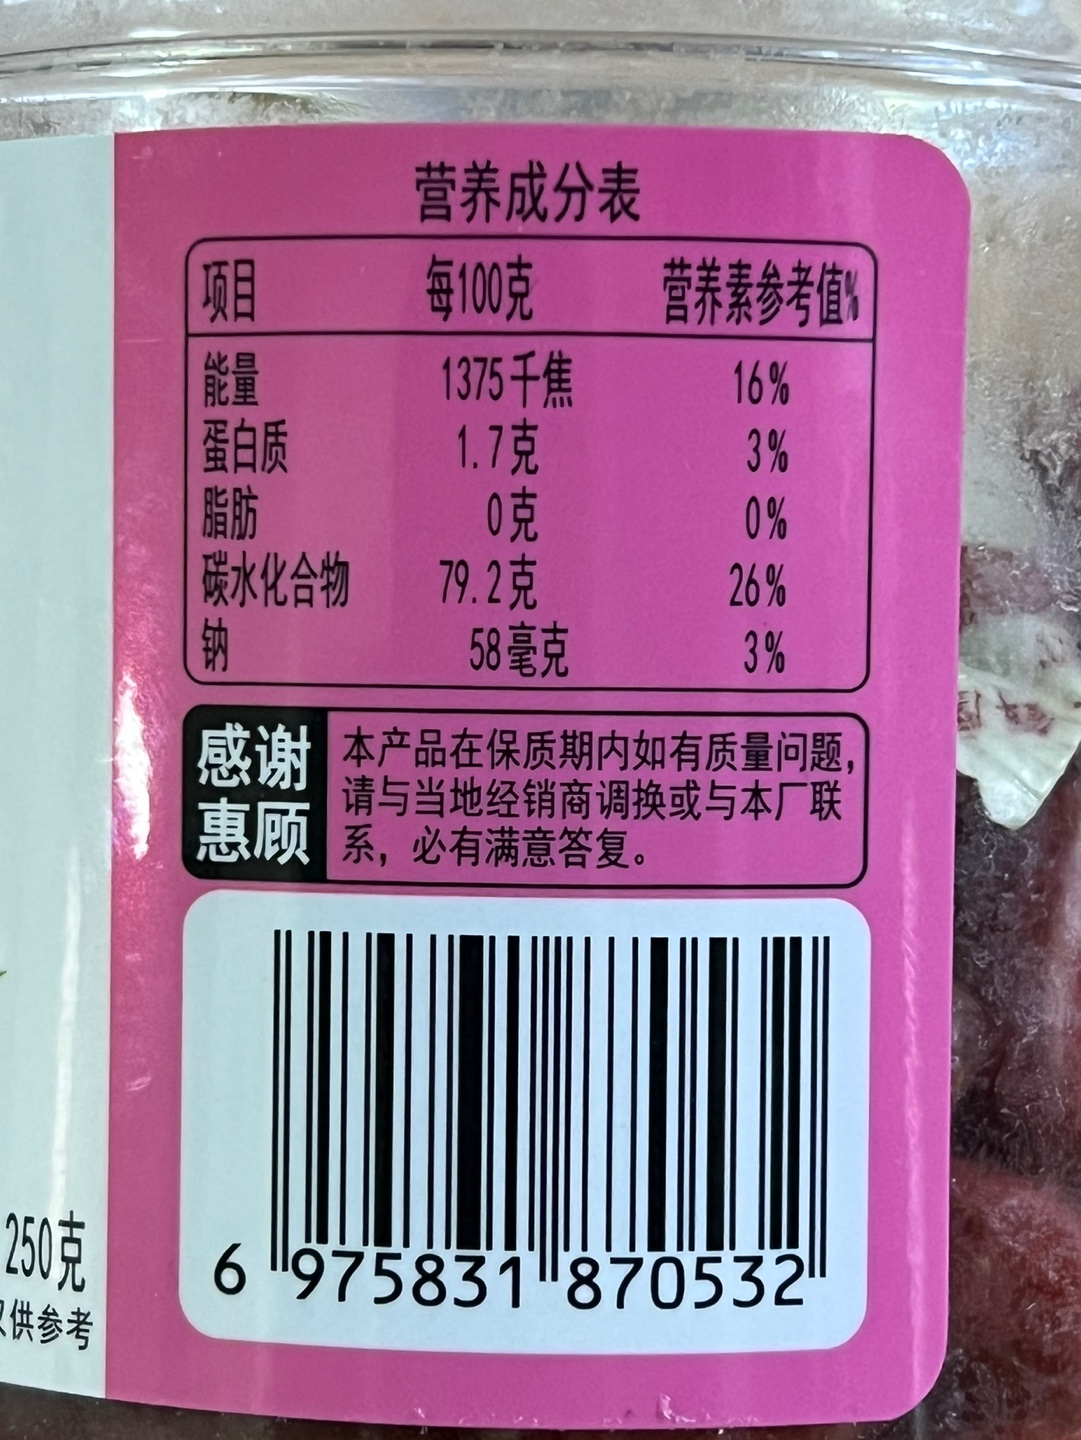 营养成分表
项目 每100克 营养素参考值%
能量 1375千焦 16%
蛋白质 1.7克 3%
脂肪 0克 0%
碳水化合物 79.2克 26%
钠 58毫克 3%
感谢
惠顾
本产品在保质期内如有质量问题,
请与当地经销商调换或与本厂联
系，必有满意答复。
6 975831 870532
250克
仅供参考